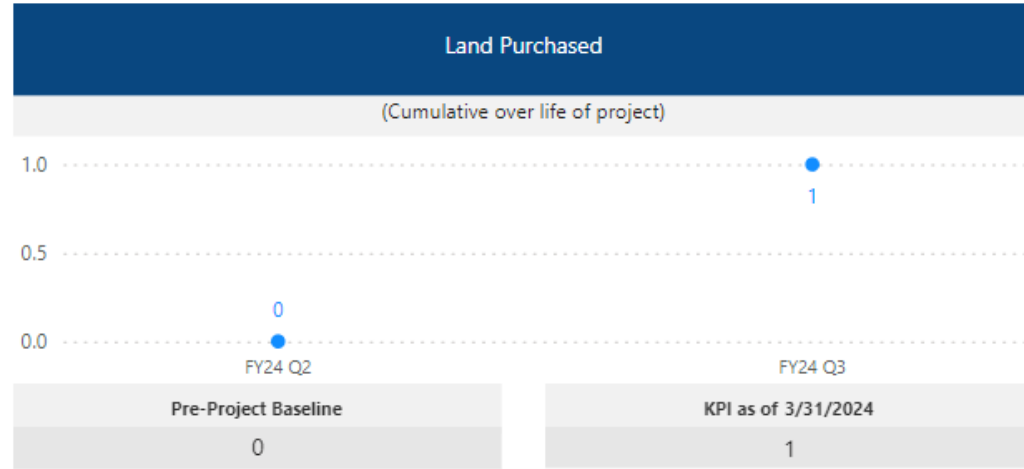 Land Purchased
(Cumulative over life of project)
1.0
1
0.5
0
0.0
FY24 Q2 FY24 Q3
Pre-Project Baseline KPI as of 3/31/2024
0 1